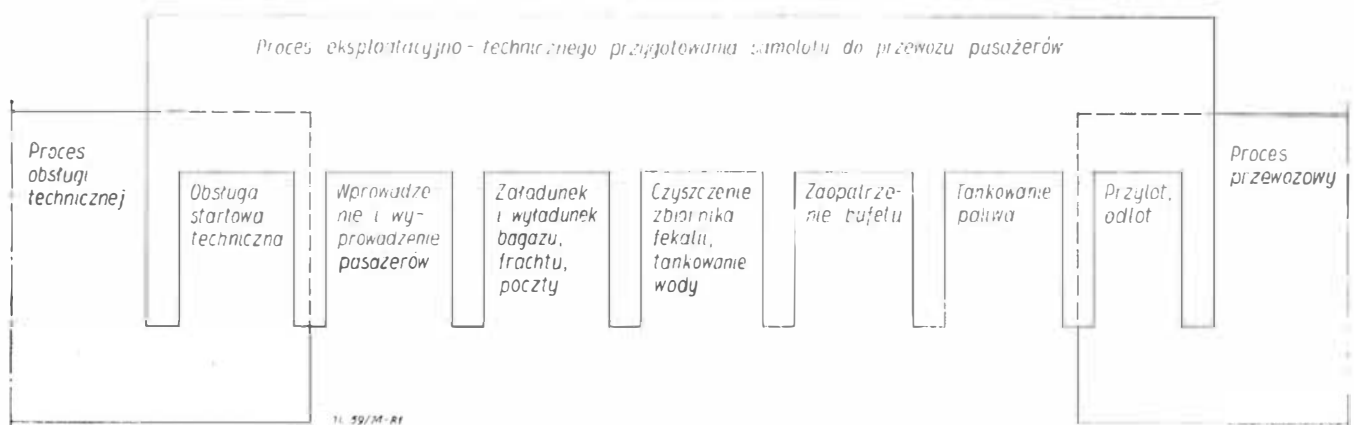 Proces eksploatacyjno-technicznego przygotowania samolotu do przewozu pasażerów
Proces
obsługi
technicznej
Obsługa
startowa
techniczna
Wprowadze
nie i wy-
prowadzenie
pasażerów
Załadunek
i wyładunek
bagażu,
frachtu,
poczty
Czyszczenie
zbiornika
fekalii,
tankowanie
wody
Zaopatrze-
nie bufetu
Tankowanie
paliwa
Przylot,
odlot
Proces
przewozowy